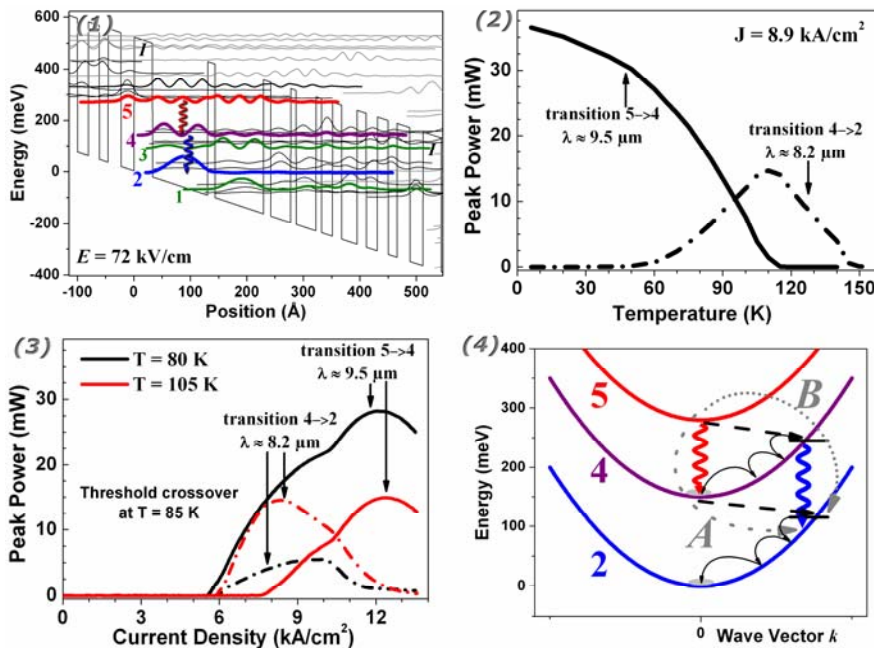 (1)
600
400
200
0
-200
-400
Energy (meV)
I
5
4
3
2
1
I
E = 72 kV/cm
-100
0
100
200
300
400
500
Position (Å)
(2)
J = 8.9 kA/cm²
40
30
20
10
0
Peak Power (mW)
transition 5->4
λ ≈ 9.5 µm
transition 4->2
λ ≈ 8.2 µm
0
30
60
90
120
150
Temperature (K)
(3)
T = 80 K
T = 105 K
30
20
10
0
Peak Power (mW)
transition 5->4
λ ≈ 9.5 µm
transition 4->2
λ ≈ 8.2 µm
Threshold crossover
at T = 85 K
0
3
6
9
12
Current Density (kA/cm²)
(4)
400
350
300
250
200
150
100
50
0
Energy (meV)
5
4
2
B
A
0
Wave Vector k